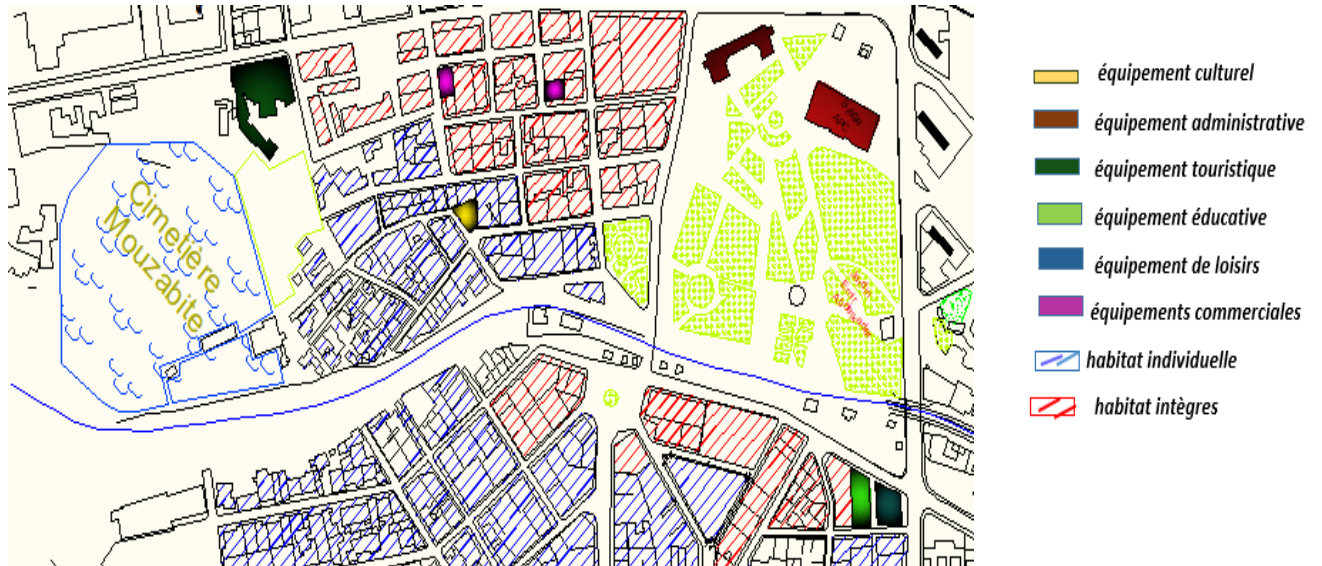 Cimetière
Mouzabite
APC
équipement culturel
équipement administrative
équipement touristique
équipement éducative
équipement de loisirs
équipements commerciales
habitat individuelle
habitat intègres